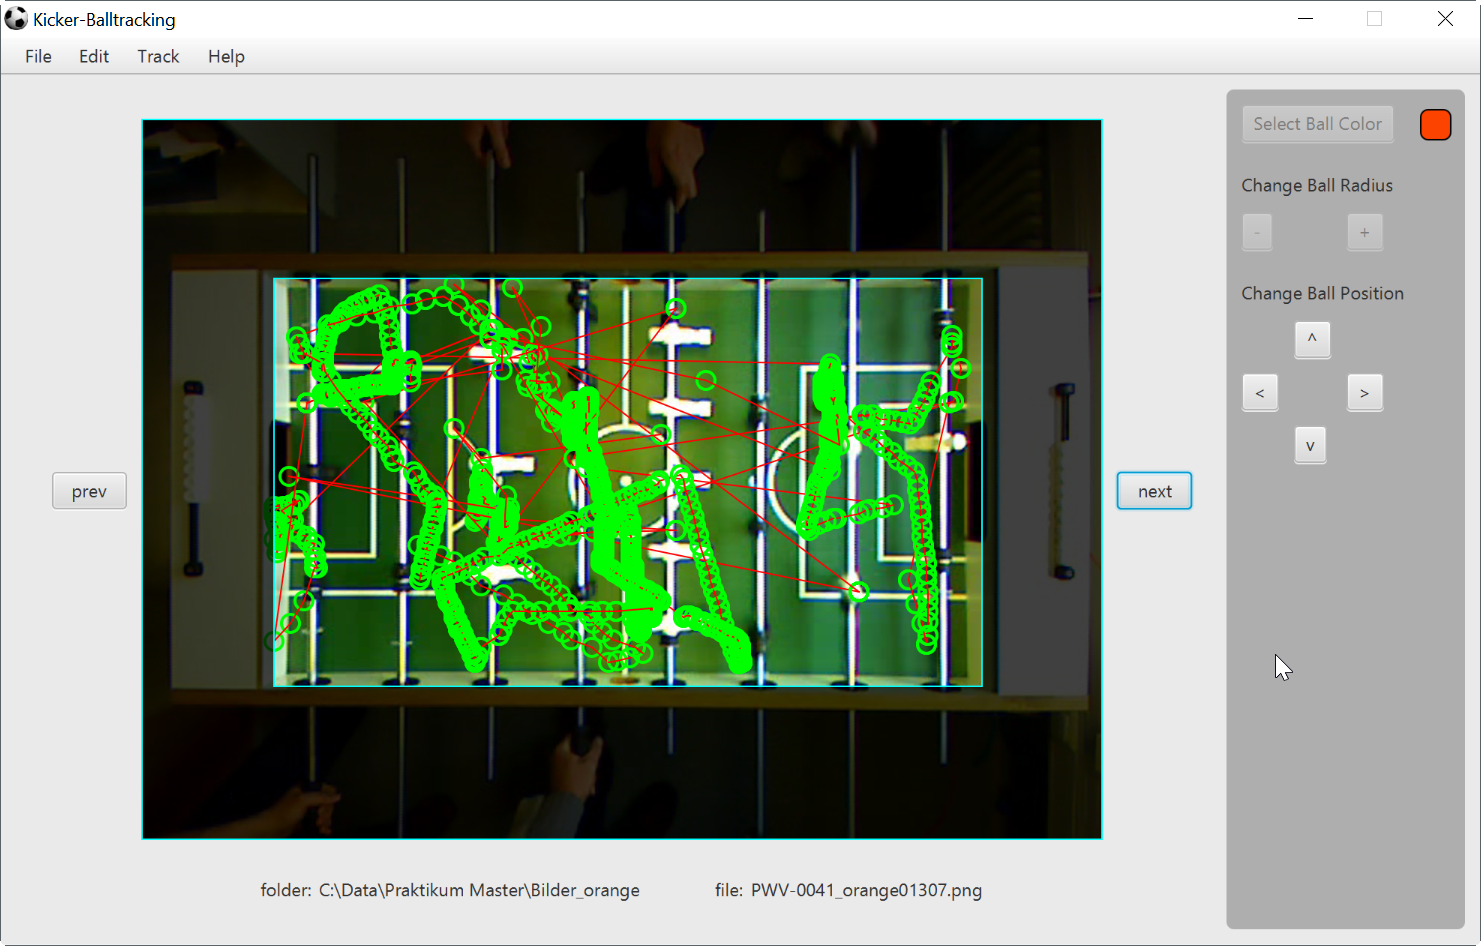 Kicker-Balltracking
File Edit Track Help
Select Ball Color
Change Ball Radius
- +
Change Ball Position
^
< >
v
prev
next
folder: C:\Data\Praktikum Master\Bilder_orange file: PWV-0041_orange01307.png